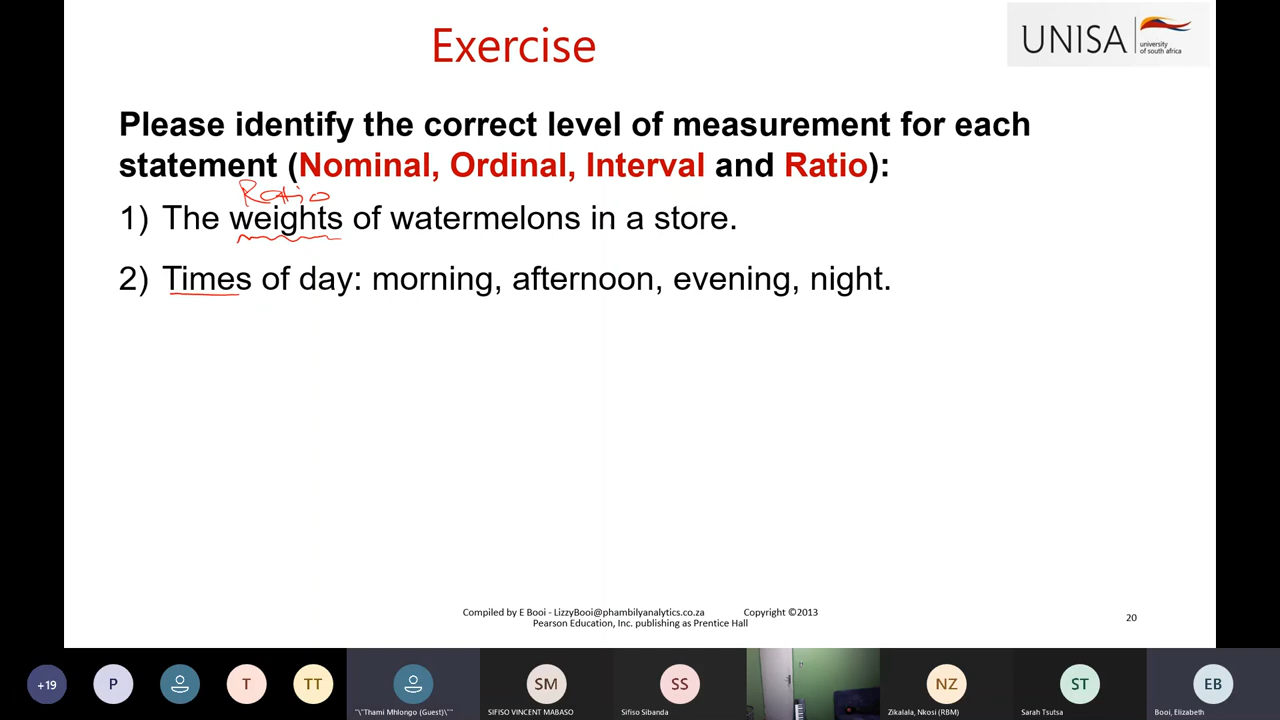 Exercise
UNISA
university
of south africa
Please identify the correct level of measurement for each
statement (Nominal, Ordinal, Interval and Ratio):
Ratio
1) The weights of watermelons in a store.
2) Times of day: morning, afternoon, evening, night.
Compiled by E Booi - LizzyBooi@phambilyanalytics.co.za Copyright ©2013
Pearson Education, Inc. publishing as Prentice Hall
20
+19
P
T
TT
SM
SS
NZ
ST
EB
"\"Thami Mhlongo (Guest)\""
SIFISO VINCENT MABASO
Sifiso Sibanda
Zikalala, Nkosi (RBM)
Sarah Tsutsa
Booi, Elizabeth